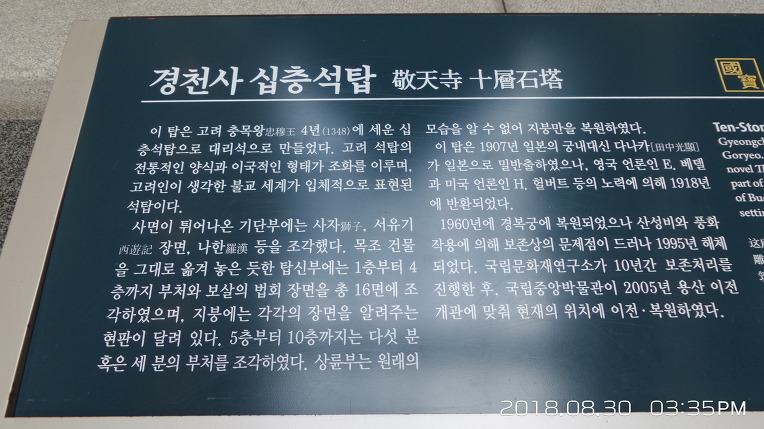 경천사 십층석탑 敬天寺 十層石塔
國寶
이 탑은 고려 충목왕忠穆王 4년(1348)에 세운 십
층석탑으로 대리석으로 만들었다. 고려 석탑의
전통적인 양식과 이국적인 형태가 조화를 이루며,
고려인이 생각한 불교 세계가 입체적으로 표현된
석탑이다.
사면이 튀어나온 기단부에는 사자獅子, 서유기
西遊記 장면, 나한羅漢 등을 조각했다. 목조 건물
을 그대로 옮겨 놓은 듯한 탑신부에는 1층부터 4
층까지 부처와 보살의 법회 장면을 총 16면에 조
각하였으며, 지붕에는 각각의 장면을 알려주는
현판이 달려 있다. 5층부터 10층까지는 다섯 분
혹은 세 분의 부처를 조각하였다. 상륜부는 원래의
모습을 알 수 없어 지붕만을 복원하였다.
이 탑은 1907년 일본의 궁내대신 다나카[田中光顯]
가 일본으로 밀반출하였으나, 영국 언론인 E. 베델
과 미국 언론인 H. 헐버트 등의 노력에 의해 1918년
에 반환되었다.
1960년에 경복궁에 복원되었으나 산성비와 풍화
작용에 의해 보존상의 문제점이 드러나 1995년 해체
되었다. 국립문화재연구소가 10년간 보존처리를
진행한 후, 국립중앙박물관이 2005년 용산 이전
개관에 맞춰 현재의 위치에 이전·복원하였다.
Ten-Stor
Gyeongch
Goryeo.
novel Th
part of
of Bud
settin
这座
雕
2018.08.30 03:35PM